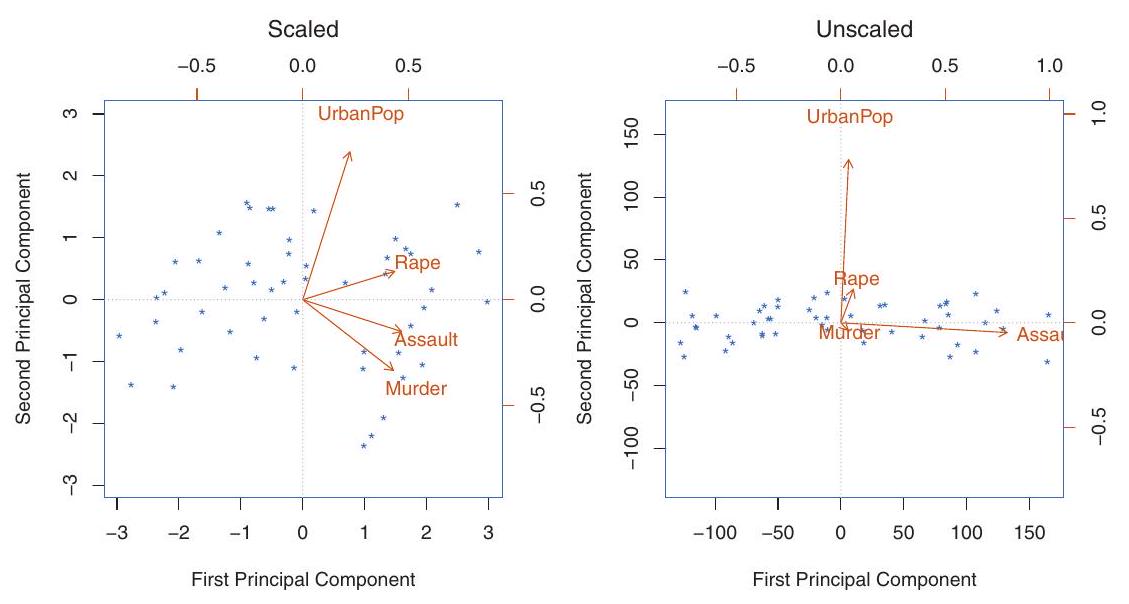 Scaled
−0.5 0.0 0.5
UrbanPop
Rape
Assault
Murder
3
2
1
0
−1
−2
−3
Second Principal Component
0.5
0.0
−0.5
−3 −2 −1 0 1 2 3
First Principal Component
Unscaled
−0.5 0.0 0.5 1.0
UrbanPop
Rape
Murder
Assau
150
100
50
0
−50
−100
Second Principal Component
1.0
0.5
0.0
−0.5
−100 −50 0 50 100 150
First Principal Component